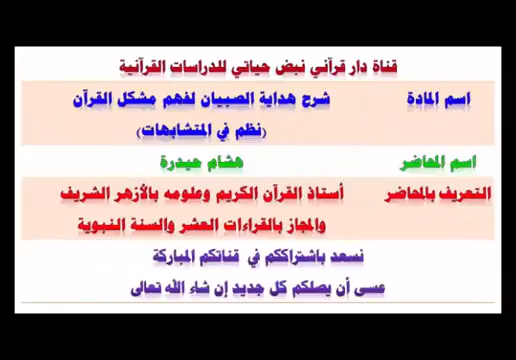 قناة دار قرآني نبض حياتي للدراسات القرآنية
اسم المادة شرح هداية الصبيان لفهم مشكل القرآن
(نظم في المتشابهات)
اسم المحاضر هشام حيدرة
التعريف بالمحاضر أستاذ القرآن الكريم وعلومه بالأزهر الشريف
والمجاز بالقراءات العشر والسنة النبوية
نسعد باشتراككم في قناتكم المباركة
عسى أن يصلكم كل جديد إن شاء الله تعالى